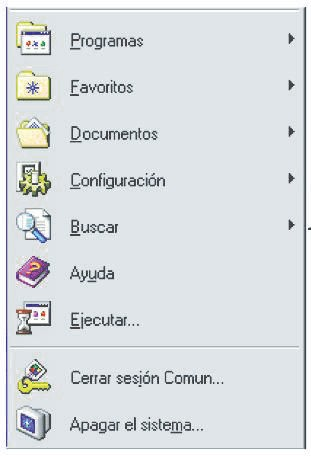 Programas
Favoritos
Documentos
Configuración
Buscar
Ayuda
Ejecutar...
Cerrar sesión Comun...
Apagar el sistema...